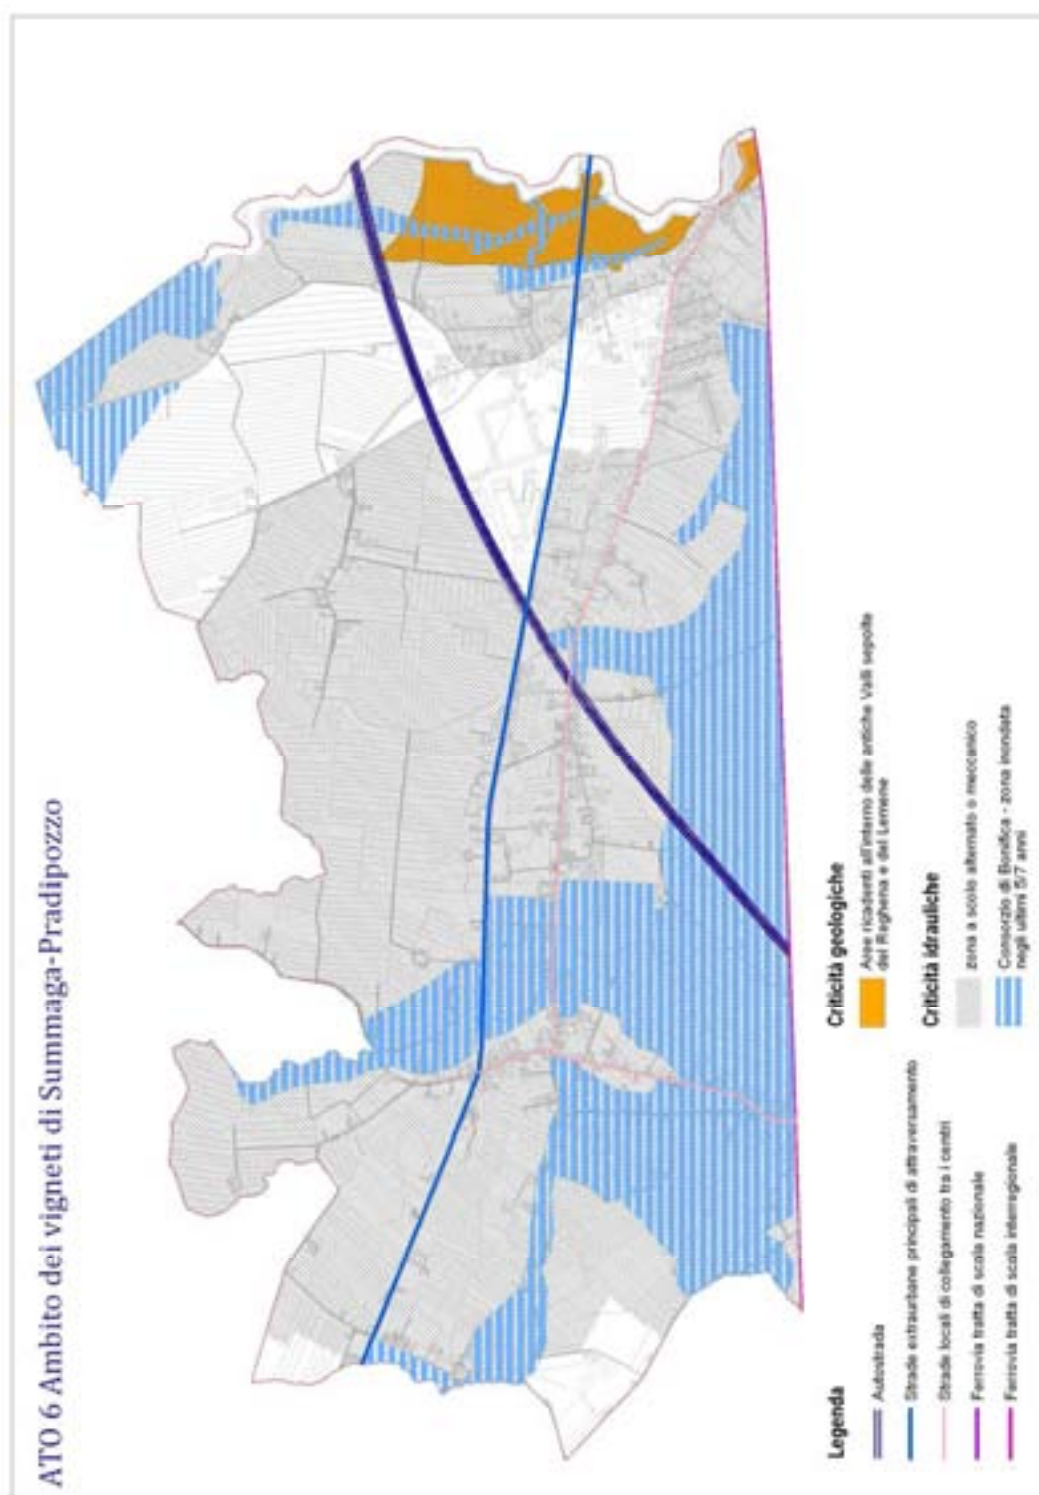 ATO 6 Ambito dei vigneti di Summaga-Pradipozzo
Legenda
Autostrada
Strade extraurbane principali di attraversamento
Strade locali di collegamento tra i centri
Ferrovia tratta di scala nazionale
Ferrovia tratta di scala interregionale
Criticità geologiche
Aree ricadenti all'interno delle antiche Valli sepolte
del Reghena e del Lemene
Criticità idrauliche
zona a scolo alternato o meccanico
Consorzio di Bonifica - zona inondata
negli ultimi 5/7 anni